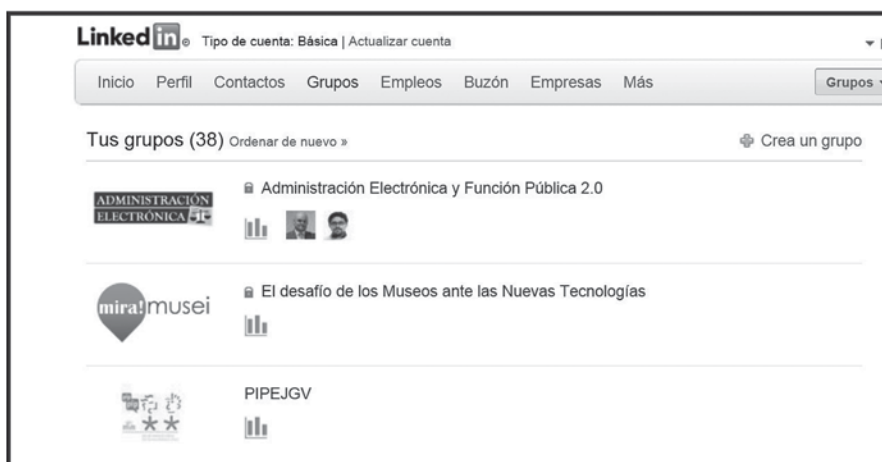 Linked in® Tipo de cuenta: Básica | Actualizar cuenta
Inicio Perfil Contactos Grupos Empleos Buzón Empresas Más Grupos
Tus grupos (38) Ordenar de nuevo » Crea un grupo
ADMINISTRACIÓN
ELECTRÓNICA
Administración Electrónica y Función Pública 2.0
mira! musei
El desafío de los Museos ante las Nuevas Tecnologías
PIPEJGV